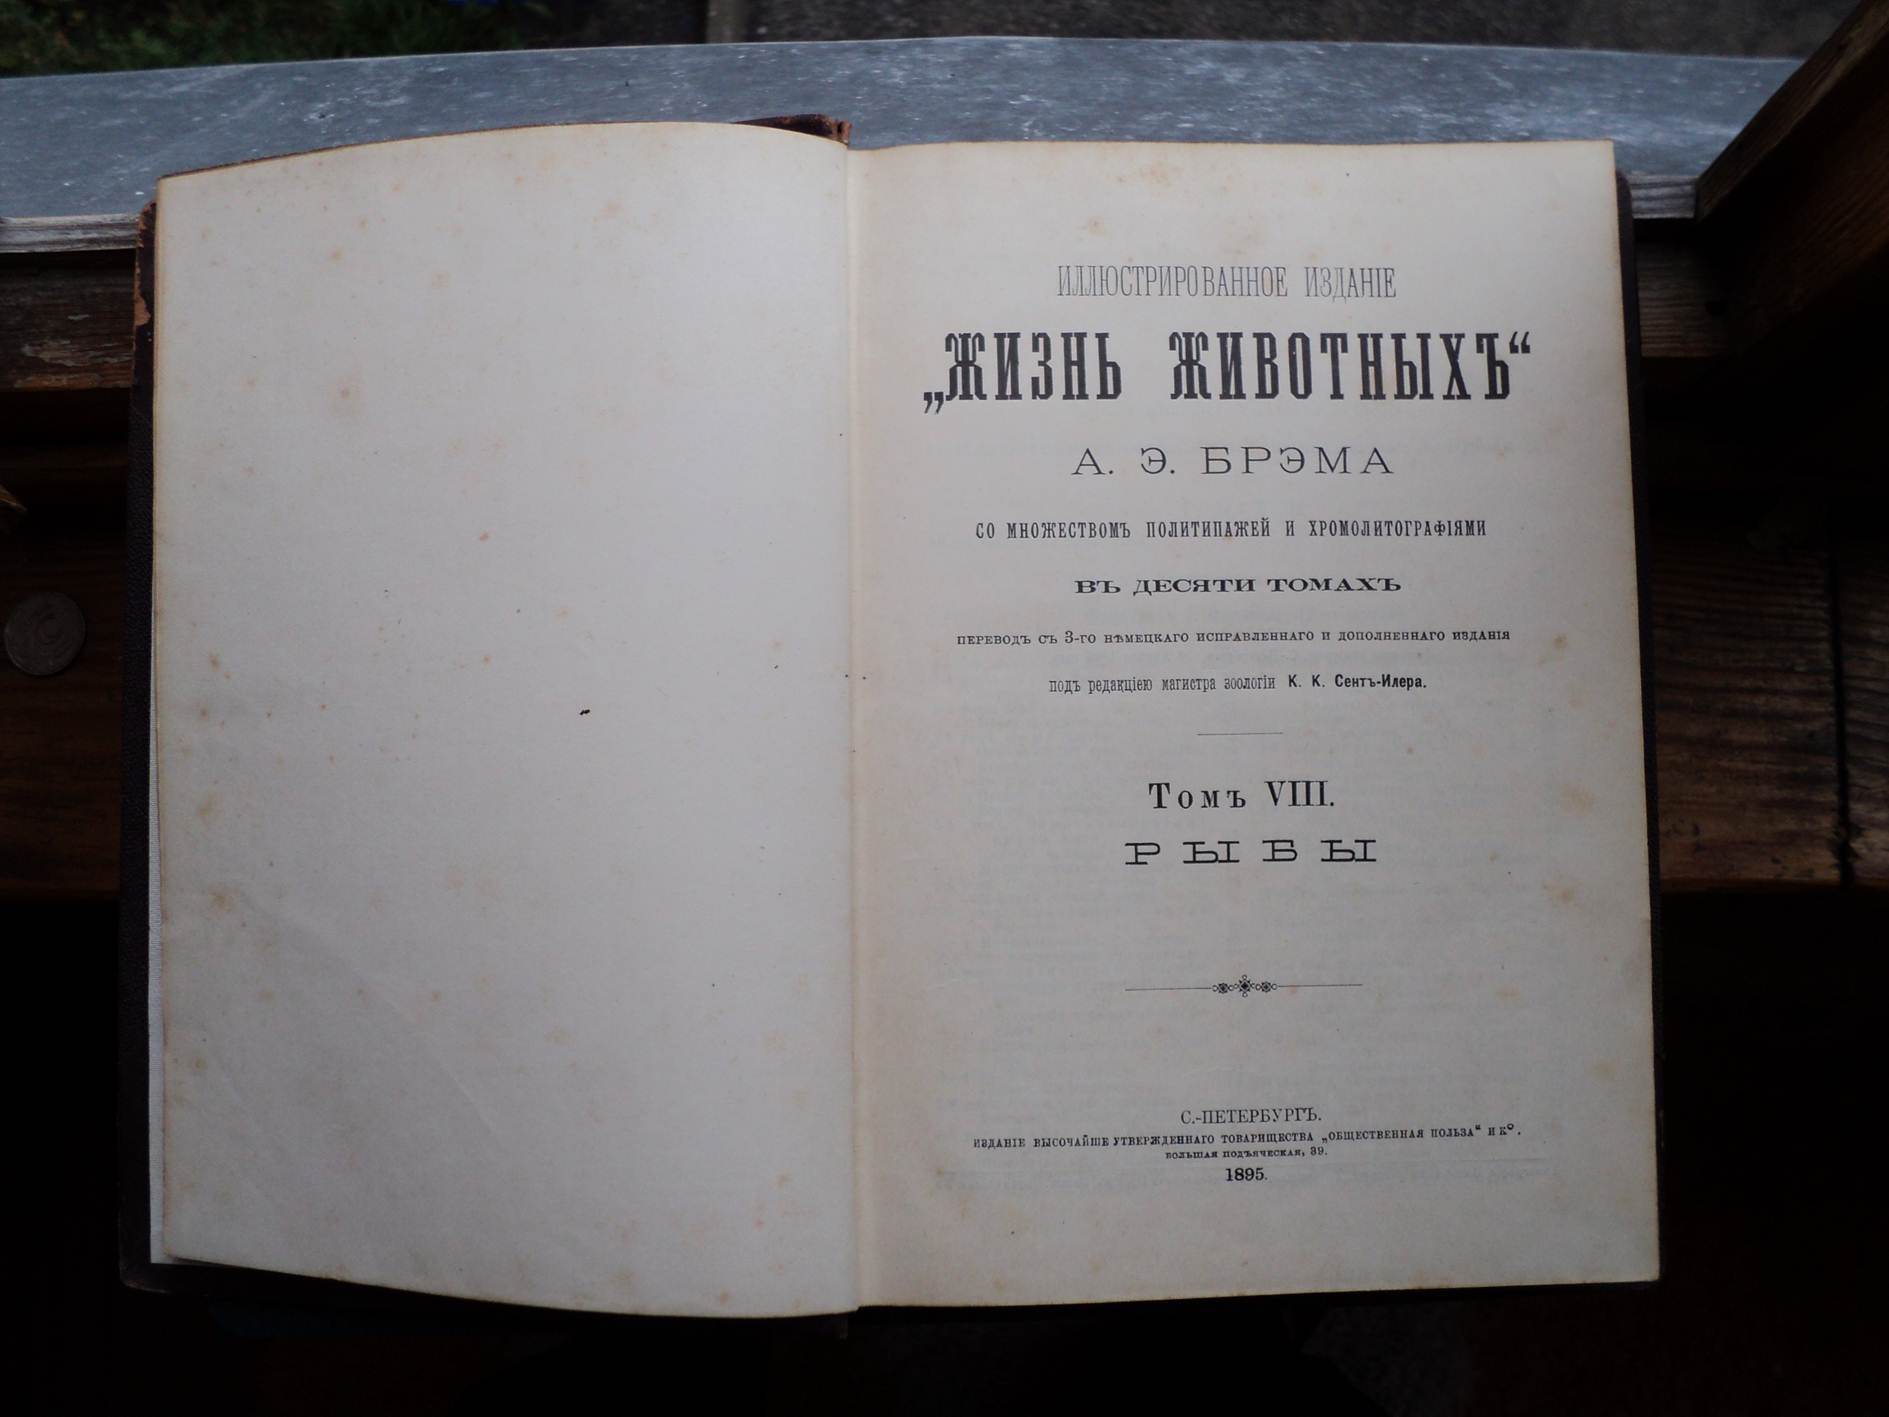 ИЛЛЮСТРИРОВАННОЕ ИЗДАНІЕ
„ЖИЗНЬ ЖИВОТНЫХЪ“
А. Э. БРЭМА
СО МНОЖЕСТВОМЪ ПОЛИТИПАЖЕЙ И ХРОМОЛИТОГРАФІЯМИ
ВЪ ДЕСЯТИ ТОМАХЪ
ПЕРЕВОДЪ СЪ 3-ГО НѢМЕЦКАГО ИСПРАВЛЕННАГО И ДОПОЛНЕННАГО ИЗДАНІЯ
подъ редакціею магистра зоологіи К. К. Сентъ-Илера.
Томъ VIII.
РЫБЫ
С.-ПЕТЕРБУРГЪ.
ИЗДАНІЕ ВЫСОЧАЙШЕ УТВЕРЖДЕННАГО ТОВАРИЩЕСТВА „ОБЩЕСТВЕННАЯ ПОЛЬЗА“ И К°.
БОЛЬШАЯ ПОДЪЯЧЕСКАЯ, 39.
1895.